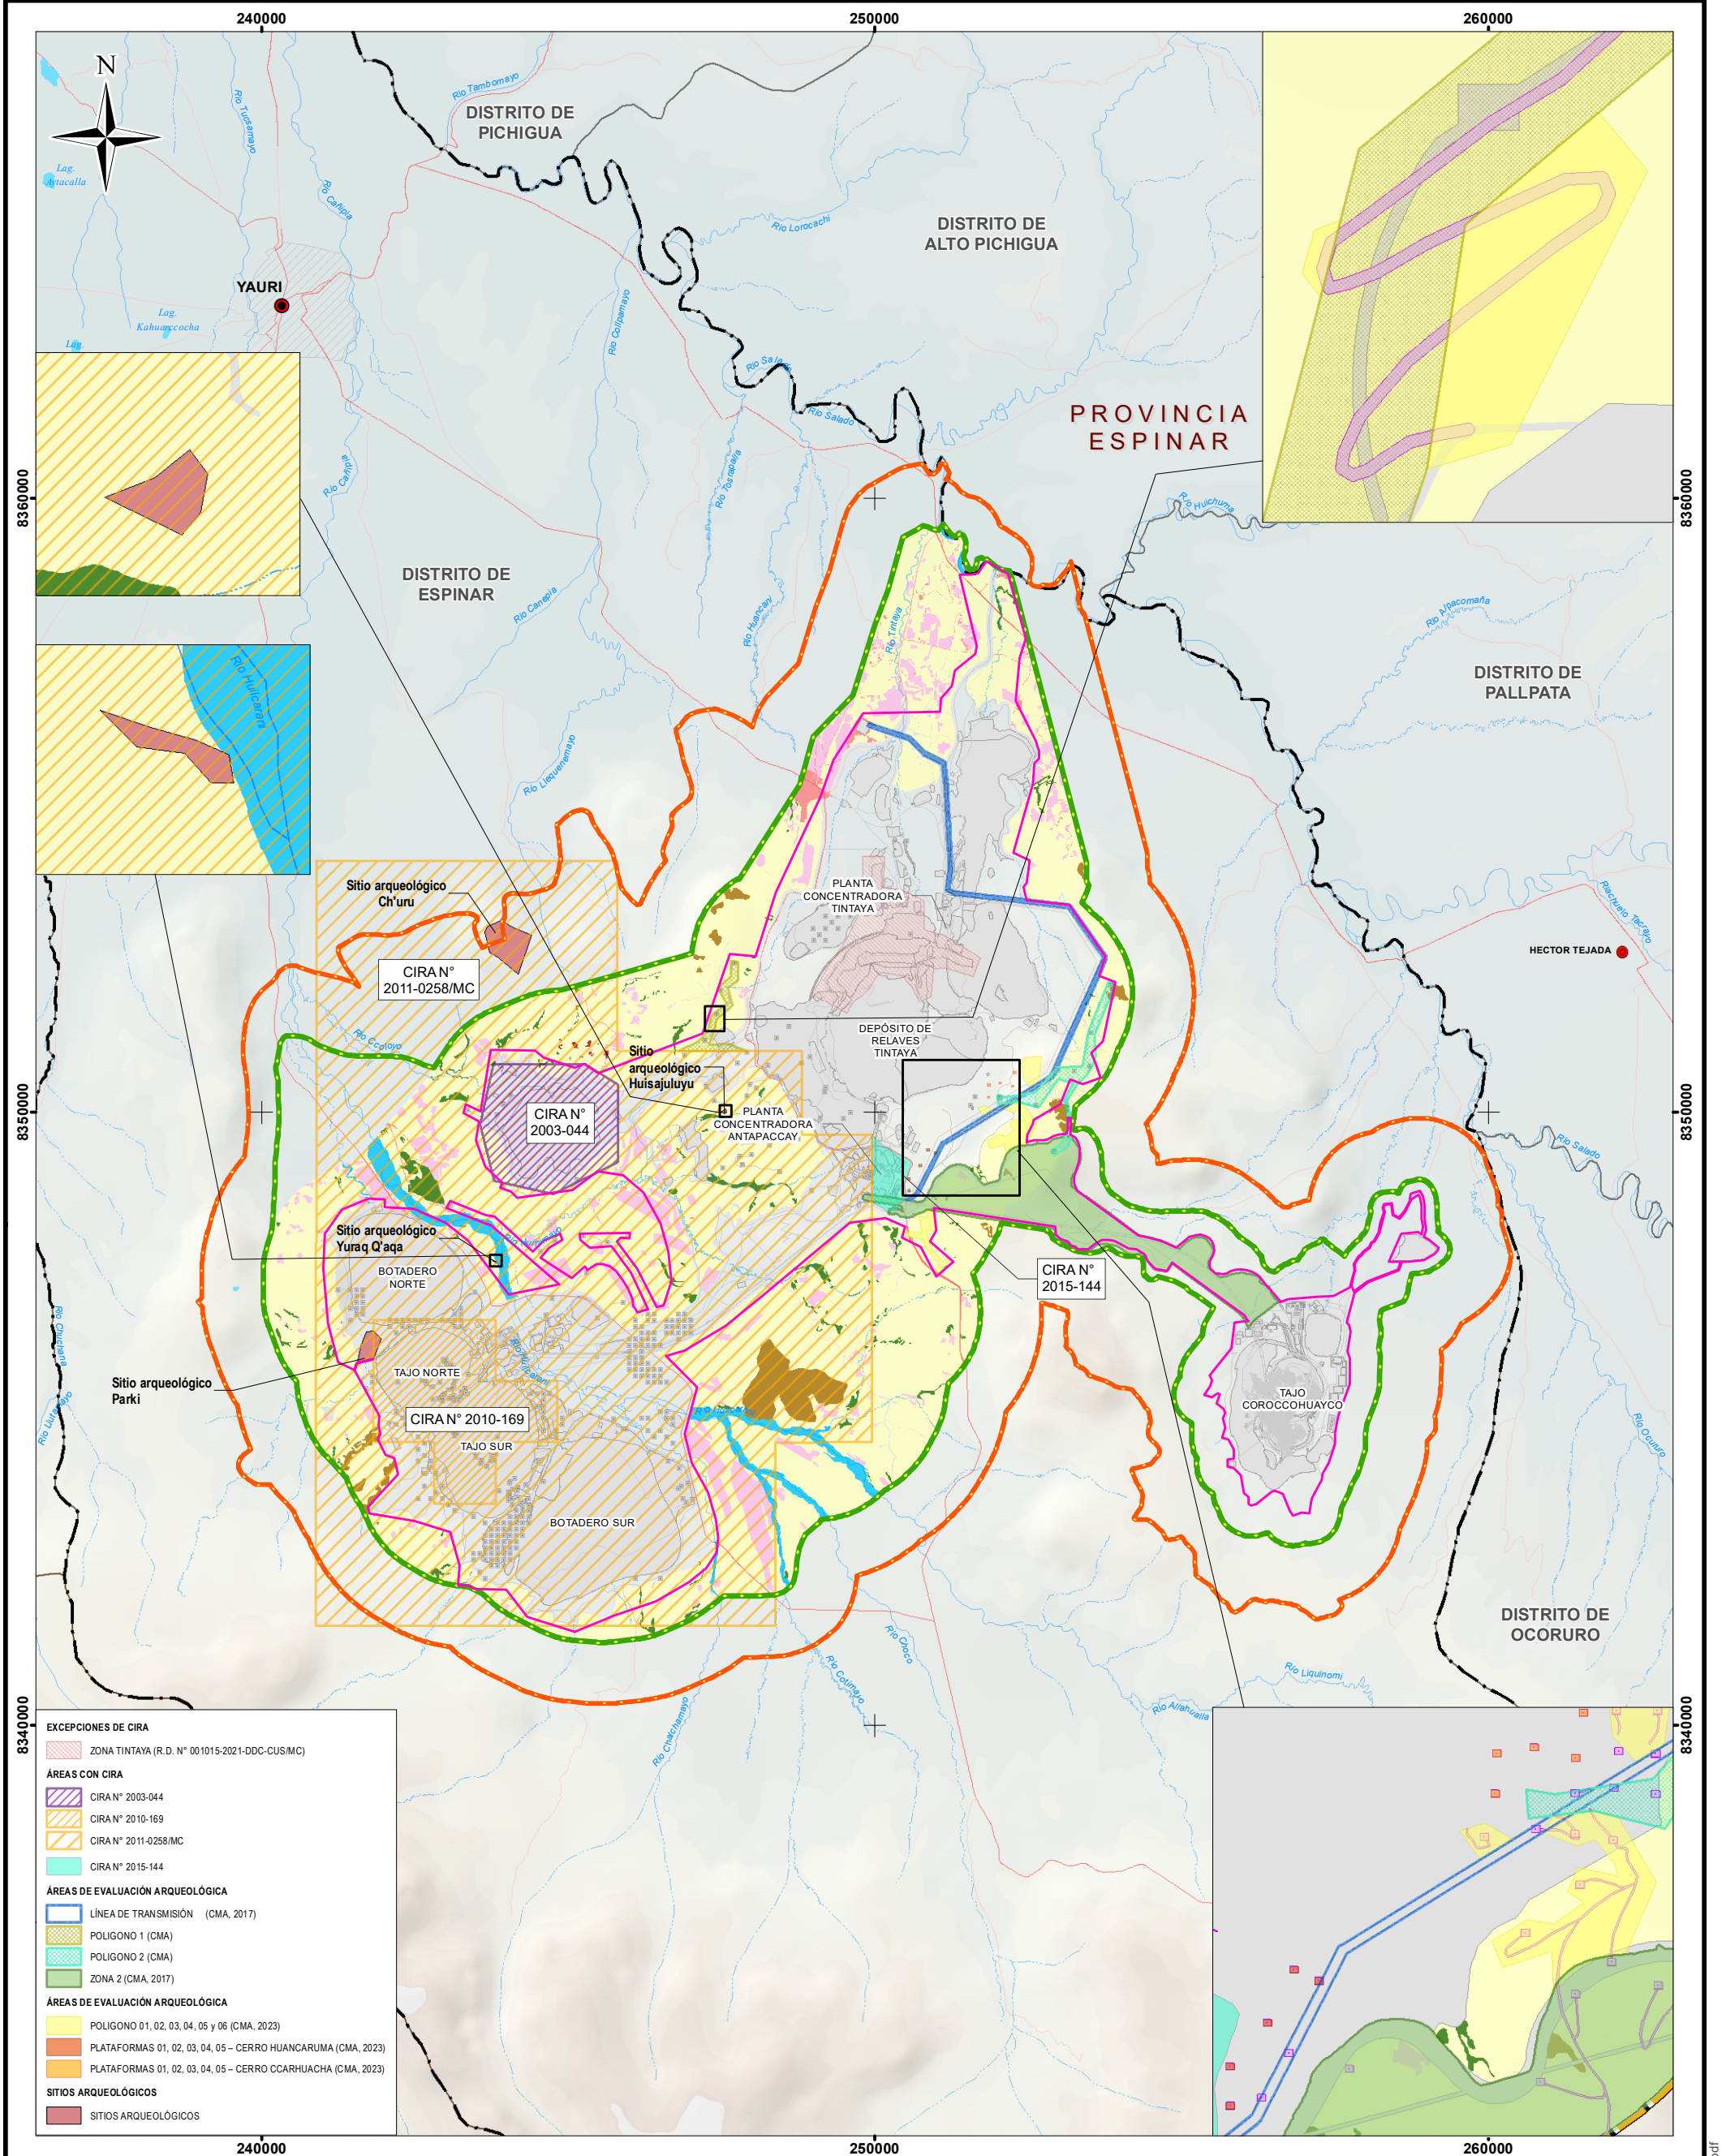 240000
250000
260000
N
Río Tambomayo
DISTRITO DE
PICHIGUA
Río Tucsamayo
Lag.
Aytacalla
Río Cañipia
Río Lorocachi
DISTRITO DE
ALTO PICHIGUA
YAURI
Lag.
Kahuarccocha
Lag.
Río Collpamayo
Río Salado
Río Salado
PROVINCIA
ESPINAR
Río Cañipia
Río Tosrapalla
8360000
8360000
Río Huichuma
DISTRITO DE
ESPINAR
Río Canepia
Río Huancani
Río Tintaya
Río Alpacomaña
DISTRITO DE
PALLPATA
Río Huilcarani
Río Llequenemayo
Sitio arqueológico
Ch'uru
PLANTA
CONCENTRADORA
TINTAYA
Riachuelo Tacrayo
HECTOR TEJADA
CIRA N°
2011-0258/MC
Río Ccoloyo
DEPÓSITO DE
RELAVES
TINTAYA
Sitio
arqueológico
Huisajuluyu
8350000
8350000
CIRA N°
2003-044
PLANTA
CONCENTRADORA
ANTAPACCAY
Río Salado
Sitio arqueológico
Yuraq Q'aqa
BOTADERO
NORTE
CIRA N°
2015-144
Río Chuchana
Río Huilcarani
TAJO NORTE
Sitio arqueológico
Parki
TAJO
COROCCOHUAYCO
CIRA N° 2010-169
TAJO SUR
Río Ocoruro
BOTADERO SUR
DISTRITO DE
OCORURO
Río Choco
Río Cotimayo
Río Liquinomi
Río Allahualla
Río Chalchamayo
8340000
8340000
EXCEPCIONES DE CIRA
ZONA TINTAYA (R.D. N° 001015-2021-DDC-CUS/MC)
ÁREAS CON CIRA
CIRA N° 2003-044
CIRA N° 2010-169
CIRA N° 2011-0258/MC
CIRA N° 2015-144
ÁREAS DE EVALUACIÓN ARQUEOLÓGICA
LÍNEA DE TRANSMISIÓN (CMA, 2017)
POLIGONO 1 (CMA)
POLIGONO 2 (CMA)
ZONA 2 (CMA, 2017)
ÁREAS DE EVALUACIÓN ARQUEOLÓGICA
POLIGONO 01, 02, 03, 04, 05 y 06 (CMA, 2023)
PLATAFORMAS 01, 02, 03, 04, 05 – CERRO HUANCARUMA (CMA, 2023)
PLATAFORMAS 01, 02, 03, 04, 05 – CERRO CCARHUACHA (CMA, 2023)
SITIOS ARQUEOLÓGICOS
SITIOS ARQUEOLÓGICOS
240000
250000
260000